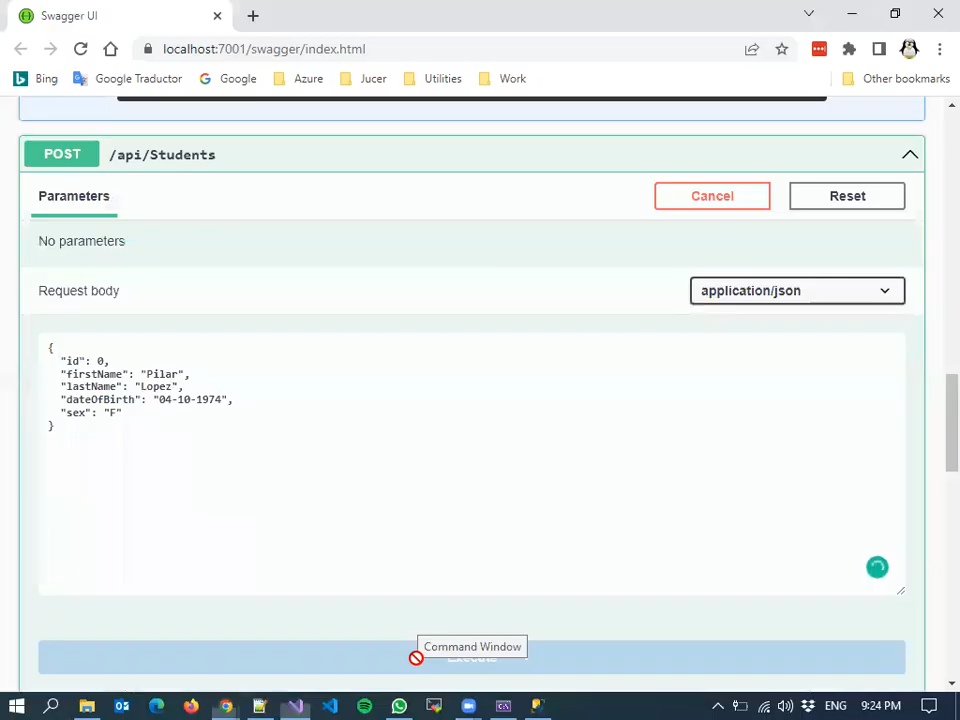 Swagger UI
localhost:7001/swagger/index.html
Bing
Google Traductor
Google
Azure
Jucer
Utilities
Work
Other bookmarks
POST /api/Students
Parameters
Cancel
Reset
No parameters
Request body
application/json
{
"id": 0,
"firstName": "Pilar",
"lastName": "Lopez",
"dateOfBirth": "04-10-1974",
"sex": "F"
}
Command Window
Execute
ENG
9:24 PM